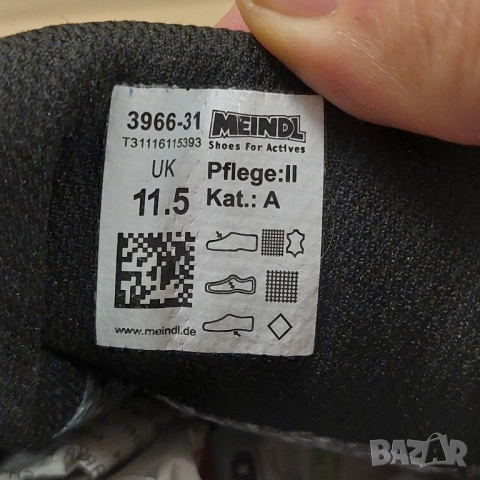 3966-31
T31116115393
MEINDL
Shoes For Actives
UK
11.5
Pflege:II
Kat.: A
www.meindl.de
BAZAR